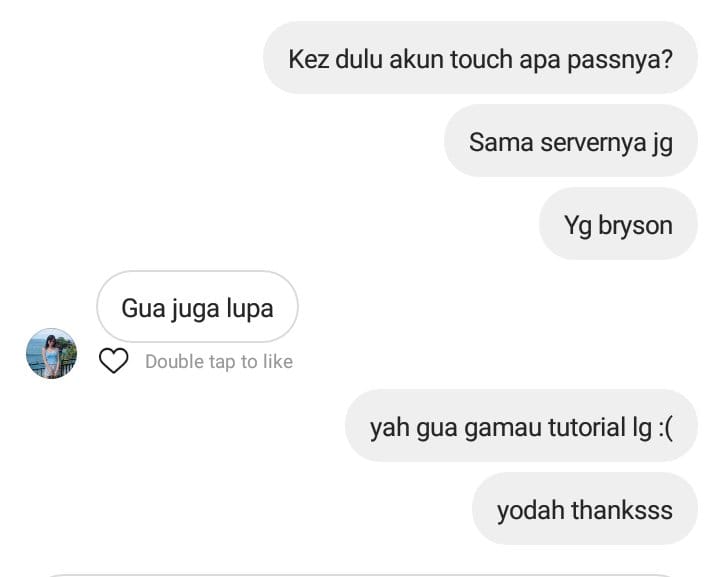 Kez dulu akun touch apa passnya?
Sama servernya jg
Yg bryson
Gua juga lupa
Double tap to like
yah gua gamau tutorial lg :(
yodah thanksss